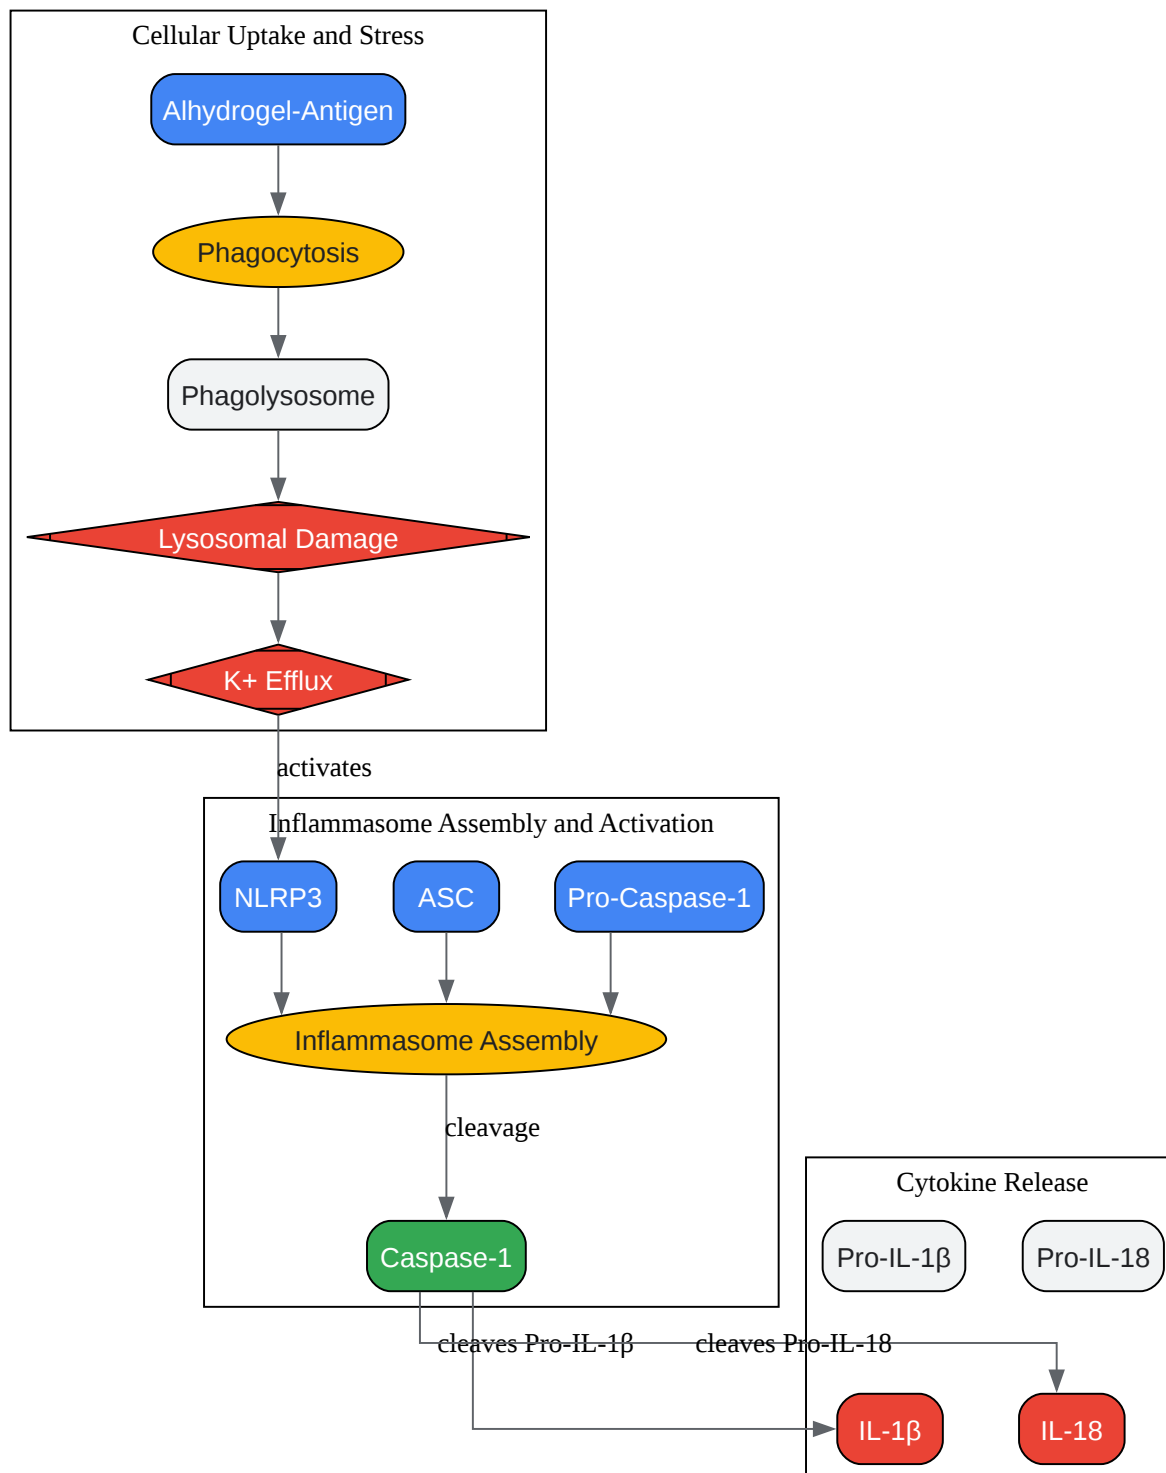 Cellular Uptake and Stress
Alhydrogel-Antigen
Phagocytosis
Phagolysosome
Lysosomal Damage
K+ Efflux
activates
Inflammasome Assembly and Activation
NLRP3
ASC
Pro-Caspase-1
Inflammasome Assembly
cleavage
Caspase-1
Cytokine Release
Pro-IL-1β
Pro-IL-18
cleaves Pro-IL-1β
cleaves Pro-IL-18
IL-1β
IL-18